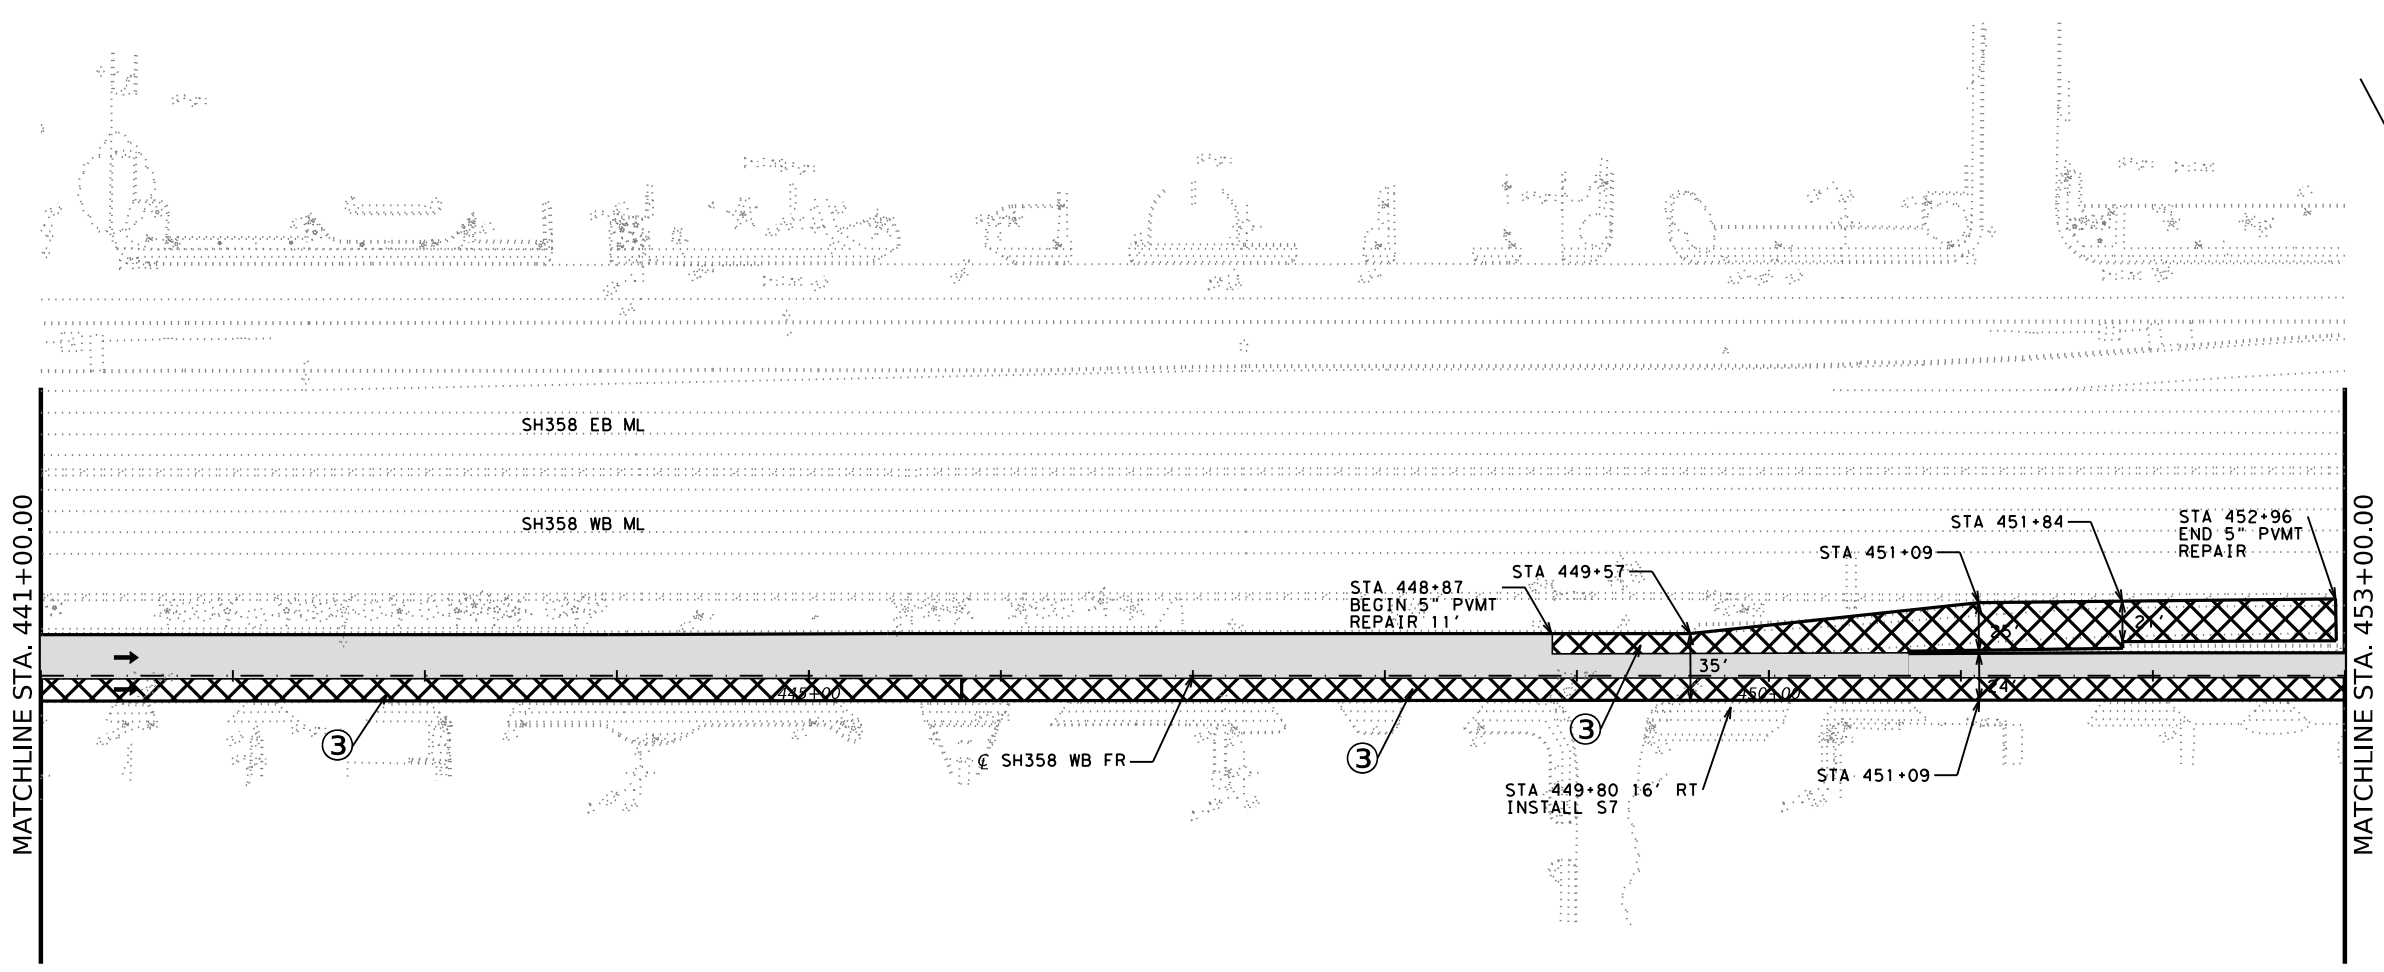 SH358 EB ML
SH358 WB ML
MATCHLINE STA. 441+00.00
MATCHLINE STA. 453+00.00
STA 448+87
BEGIN 5" PVMT
REPAIR 11'
STA 449+57
STA 451+09
STA 451+84
STA 452+96
END 5" PVMT
REPAIR
25'
21'
35'
24'
445+00
450+00
3
3
3
℄ SH358 WB FR
STA 449+80 16' RT
INSTALL S7
STA 451+09